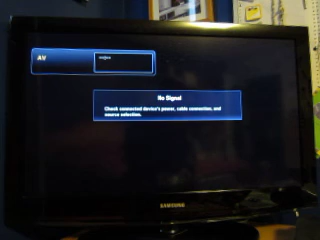 AV
No Signal
Check connected device's power, cable connection, and
source selection.
SAMSUNG